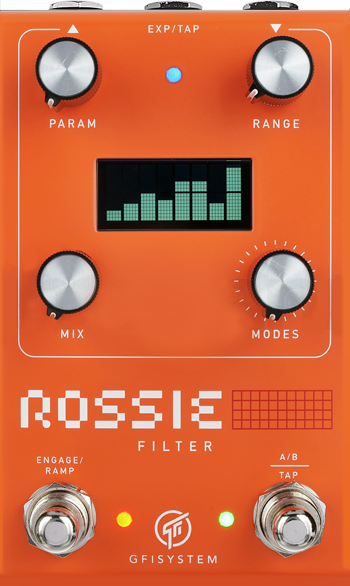 EXP/TAP
PARAM
RANGE
MIX
MODES
ROSSIE
FILTER
ENGAGE/
RAMP
A/B
TAP
GFISYSTEM